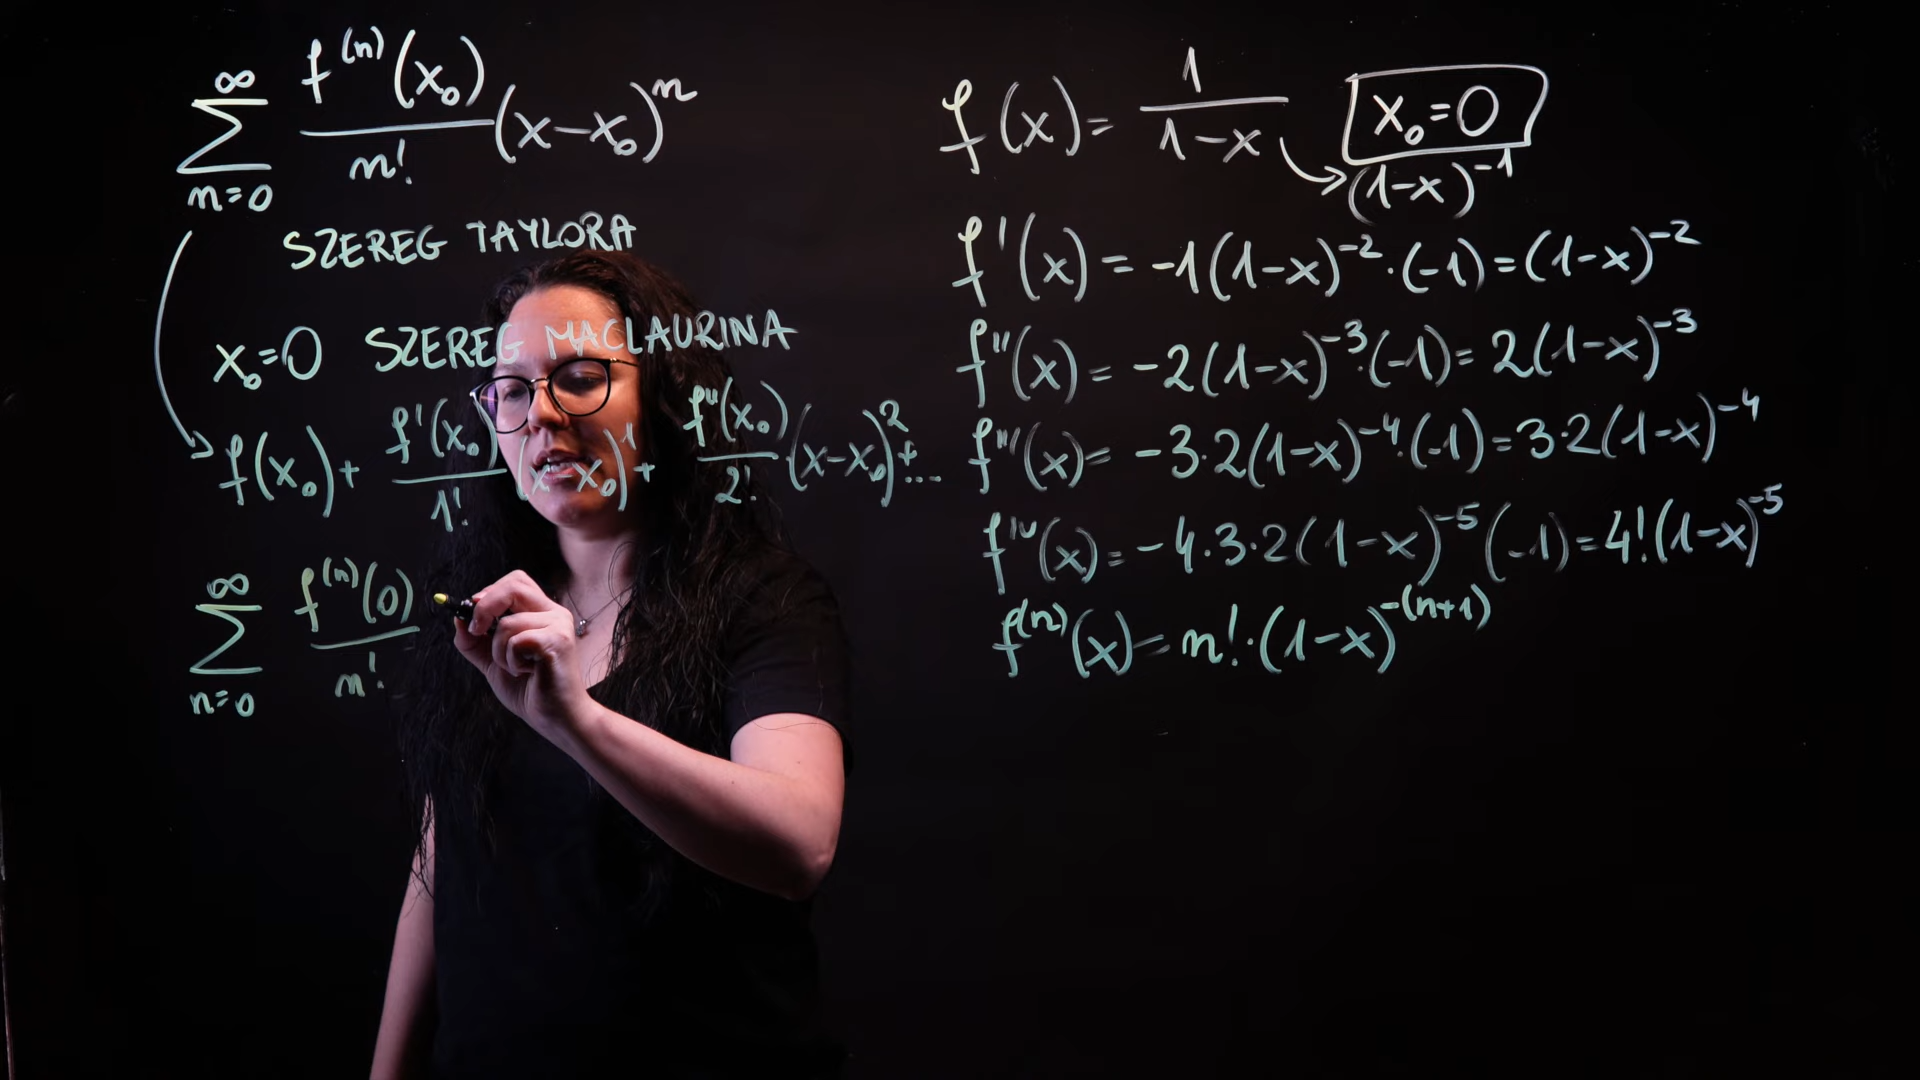 ∞ ∑ n=0 f⁽ⁿ⁾(x₀)/n! (x-x₀)ⁿ
SZEREG TAYLORA
x₀=0 SZEREG MACLAURINA
f(x₀)+ f'(x₀)/1! (x-x₀)¹+ f''(x₀)/2! (x-x₀)²+...
∞ ∑ n=0 f⁽ⁿ⁾(0)/n!
f(x)= 1/(1-x) x₀=0
(1-x)⁻¹
f'(x)= -1(1-x)⁻²·(-1)=(1-x)⁻²
f''(x)= -2(1-x)⁻³·(-1)= 2(1-x)⁻³
f'''(x)= -3·2(1-x)⁻⁴·(-1)=3·2(1-x)⁻⁴
fᴵⱽ(x)= -4·3·2(1-x)⁻⁵(-1)=4!(1-x)⁻⁵
f⁽ⁿ⁾(x)= n!·(1-x)⁻⁽ⁿ⁺¹⁾